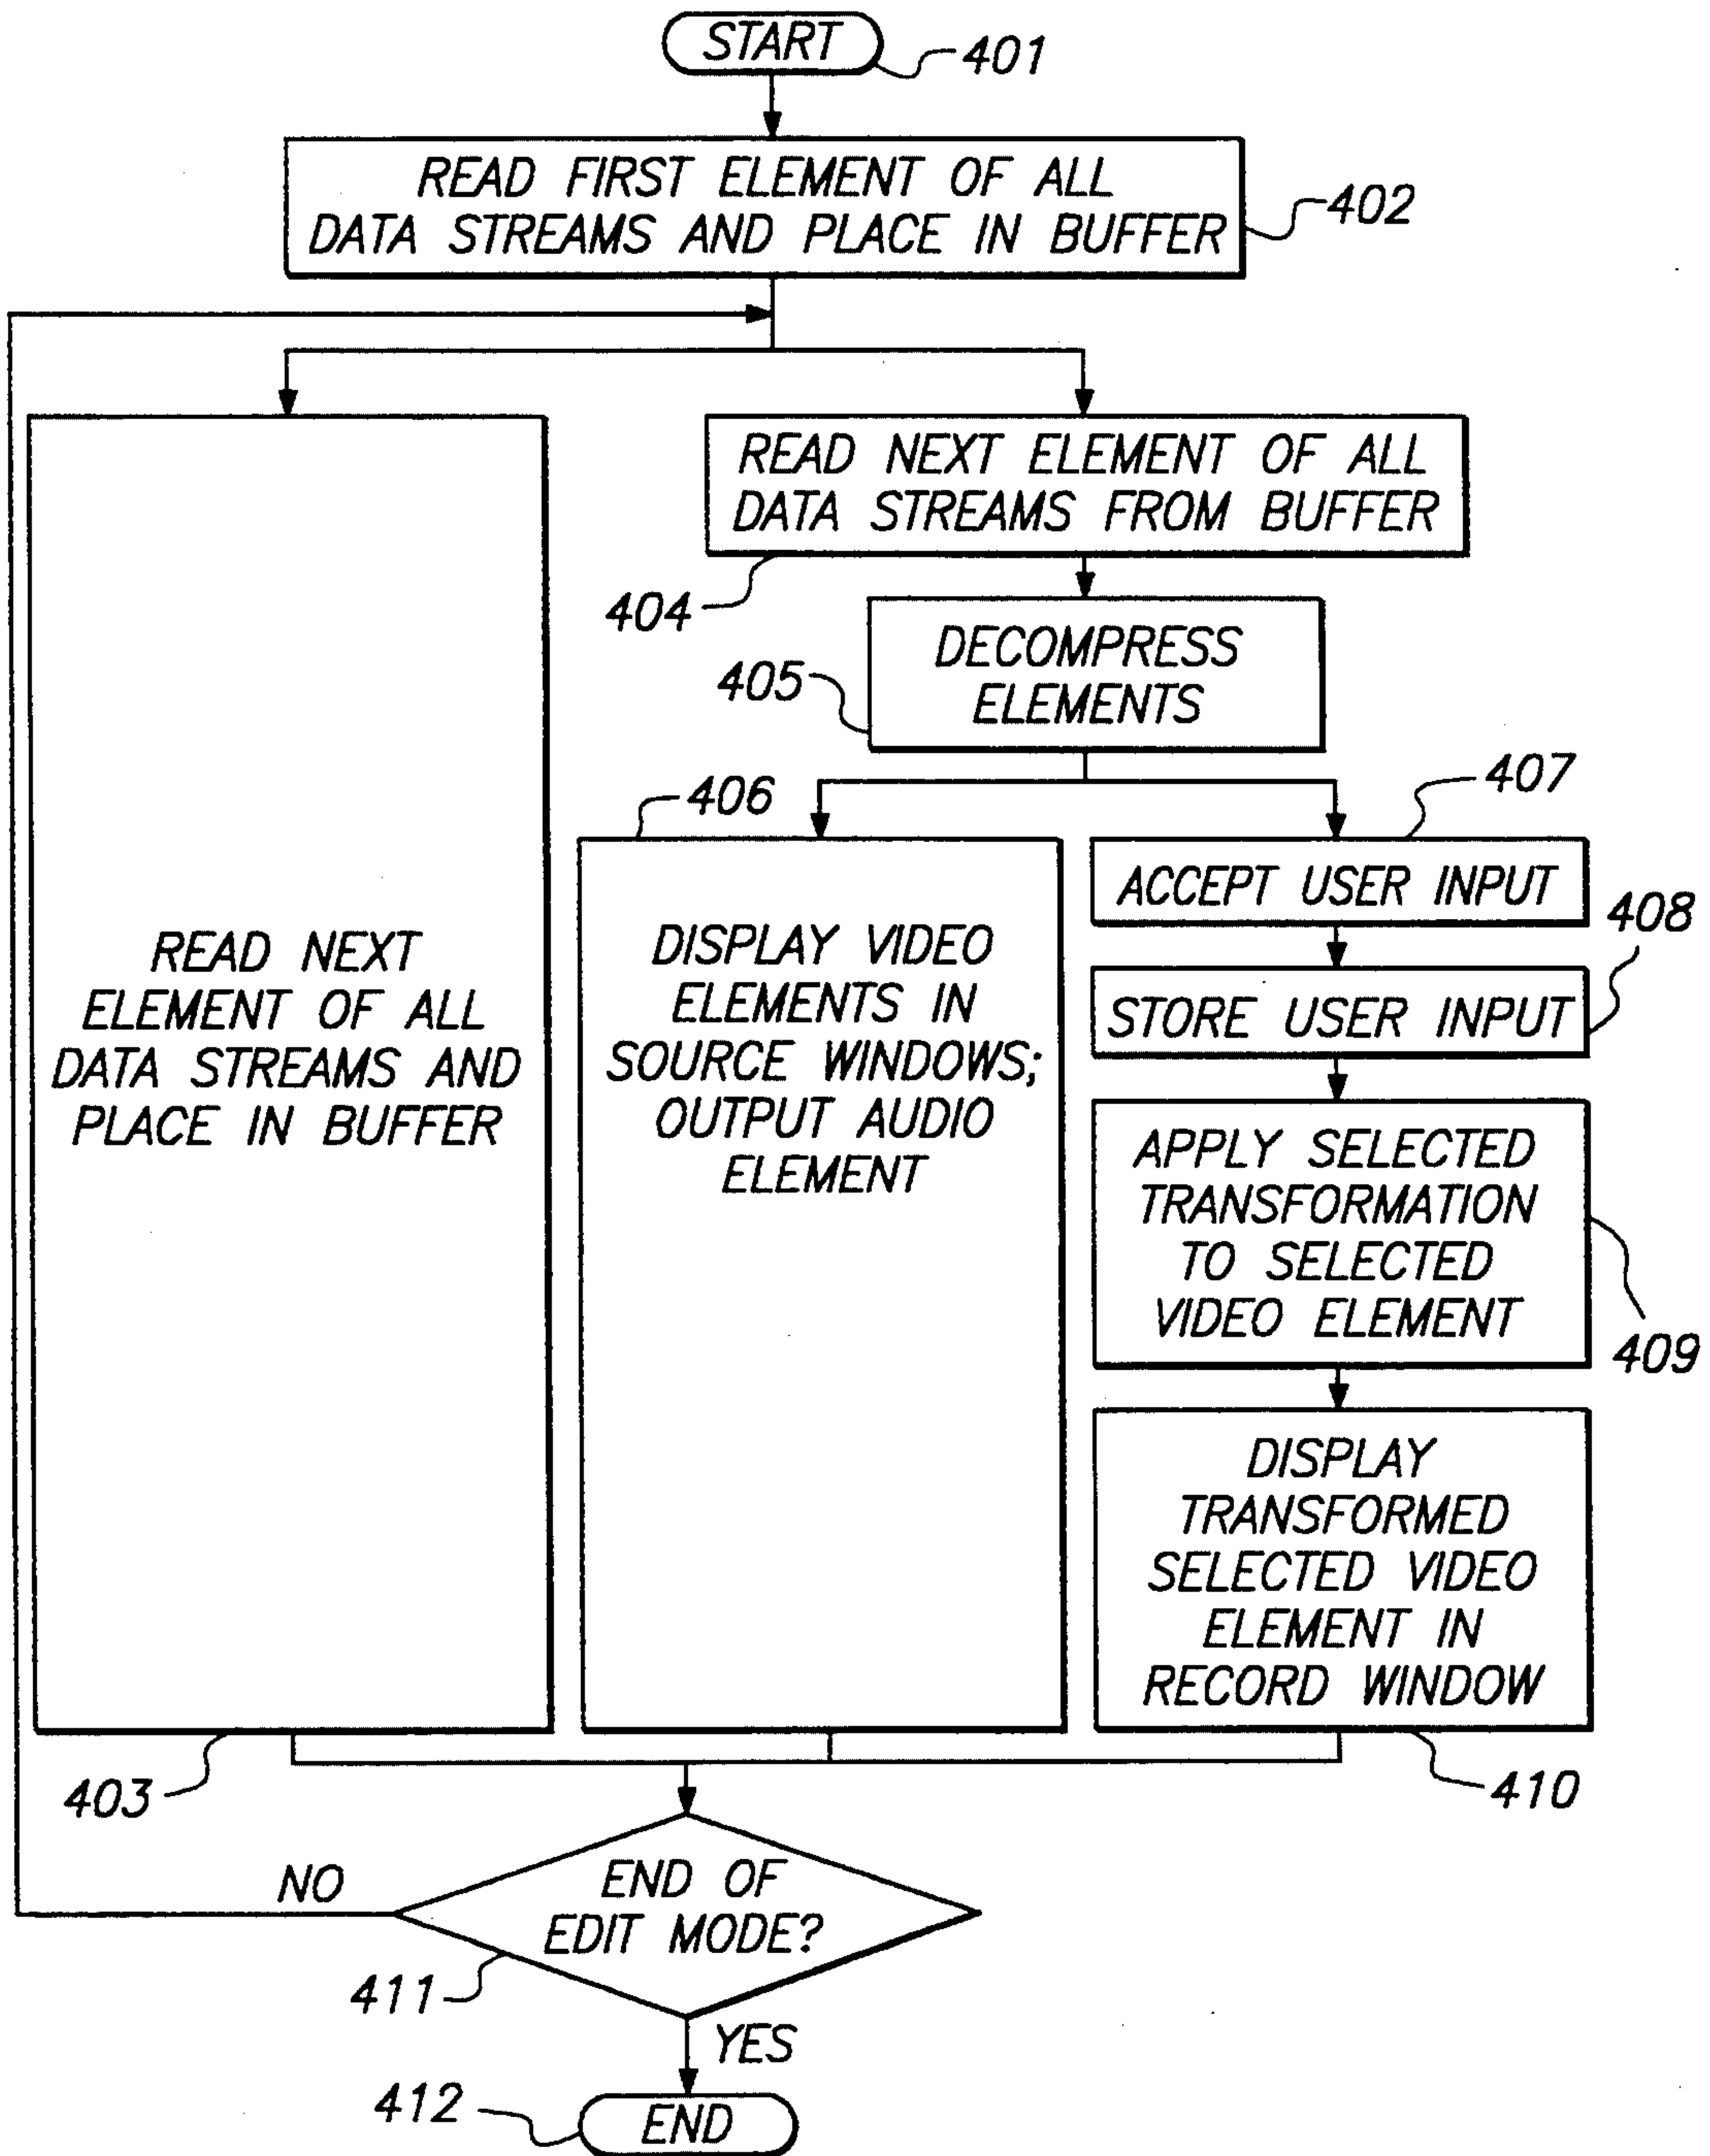 START
401
READ FIRST ELEMENT OF ALL
DATA STREAMS AND PLACE IN BUFFER
402
READ NEXT ELEMENT OF ALL
DATA STREAMS FROM BUFFER
404
DECOMPRESS
ELEMENTS
405
READ NEXT
ELEMENT OF ALL
DATA STREAMS AND
PLACE IN BUFFER
403
406
DISPLAY VIDEO
ELEMENTS IN
SOURCE WINDOWS;
OUTPUT AUDIO
ELEMENT
407
ACCEPT USER INPUT
408
STORE USER INPUT
APPLY SELECTED
TRANSFORMATION
TO SELECTED
VIDEO ELEMENT
409
DISPLAY
TRANSFORMED
SELECTED VIDEO
ELEMENT IN
RECORD WINDOW
410
NO
END OF
EDIT MODE?
411
YES
412
END